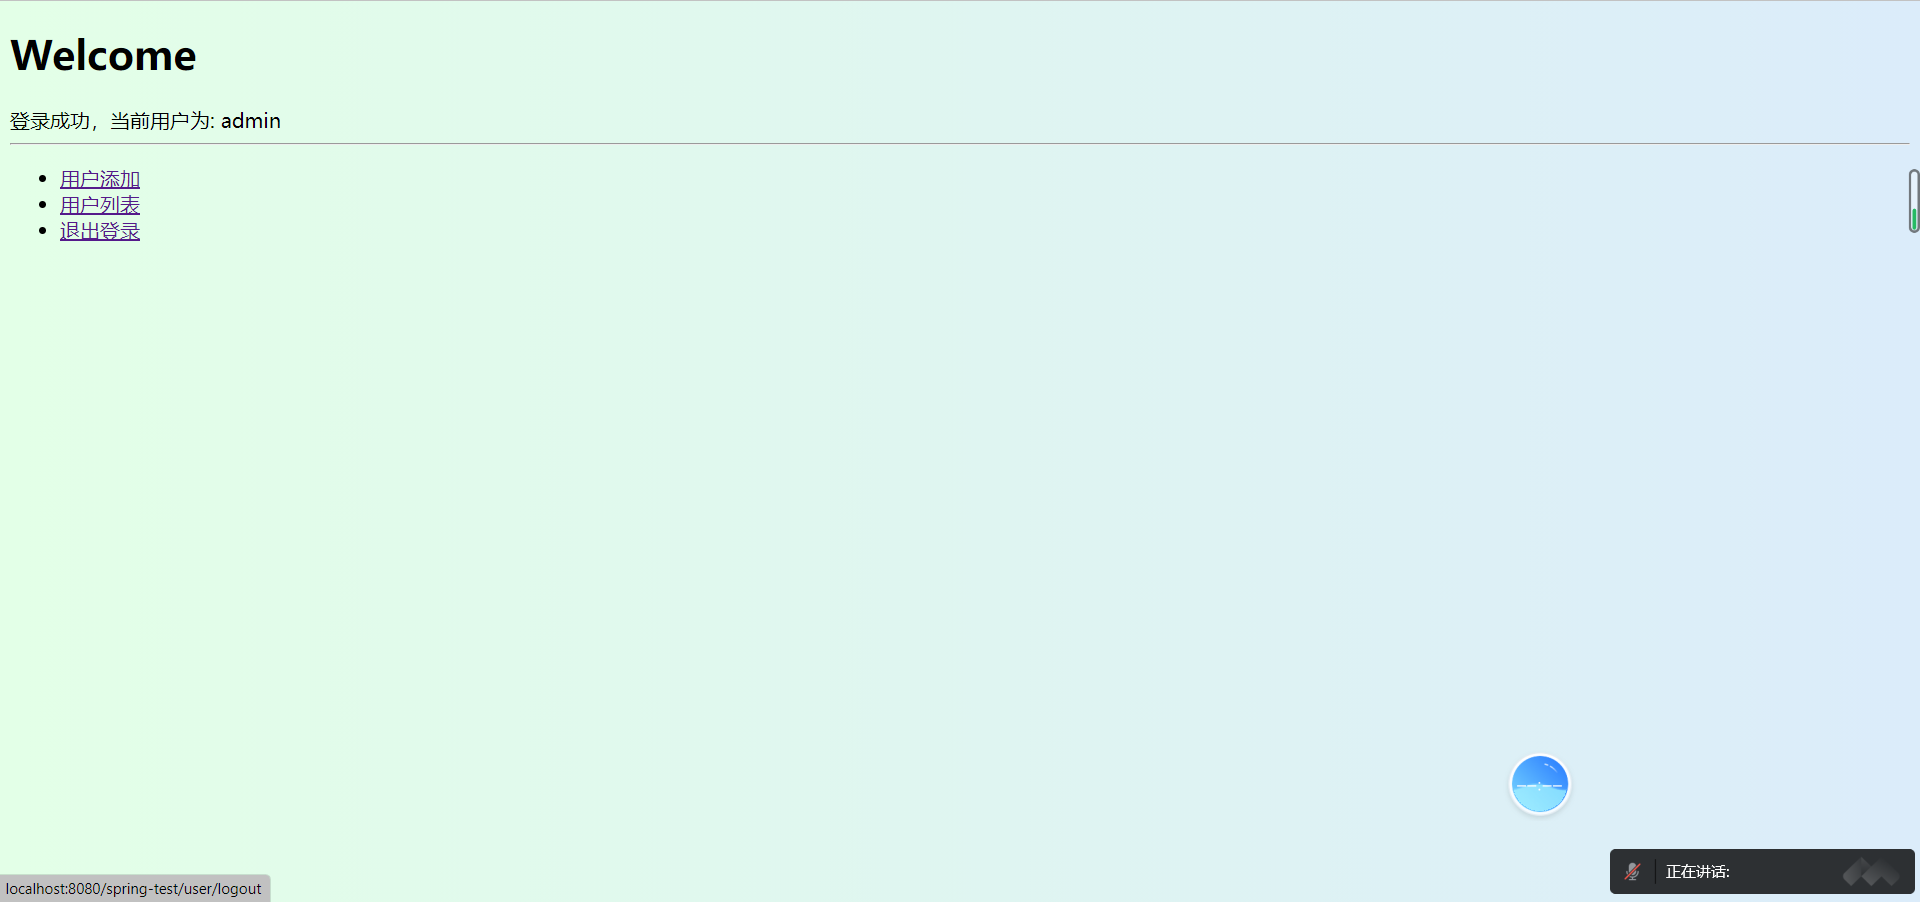 Welcome
登录成功，当前用户为: admin
用户添加
用户列表
退出登录
正在讲话:
localhost:8080/spring-test/user/logout